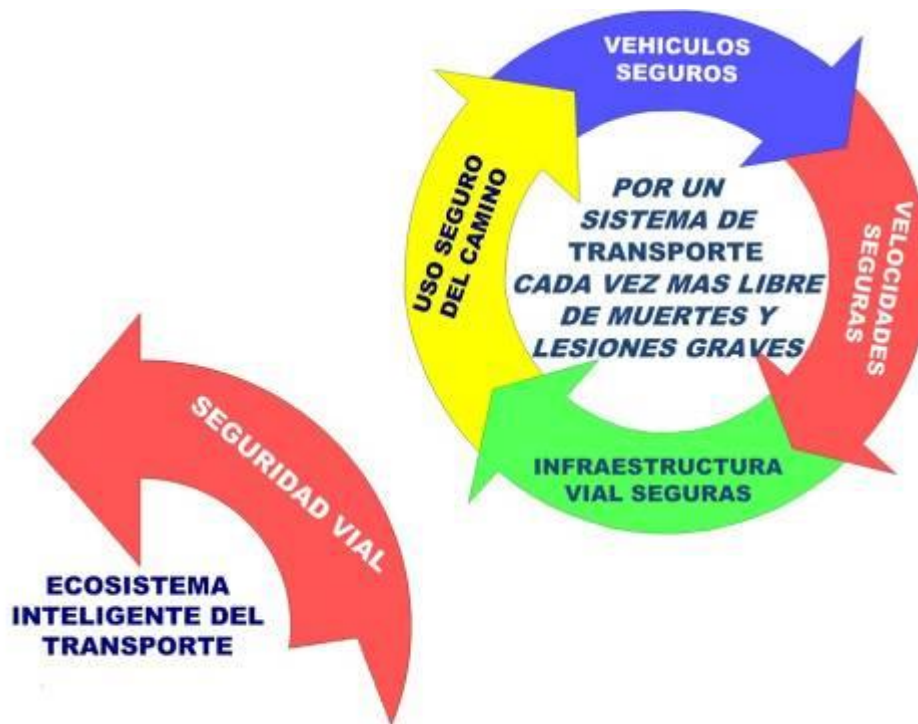 VEHICULOS
SEGUROS
VELOCIDADES
SEGURAS
INFRAESTRUCTURA
VIAL SEGURAS
USO SEGURO
DEL CAMINO
POR UN
SISTEMA DE
TRANSPORTE
CADA VEZ MAS LIBRE
DE MUERTES Y
LESIONES GRAVES
SEGURIDAD VIAL
ECOSISTEMA
INTELIGENTE DEL
TRANSPORTE